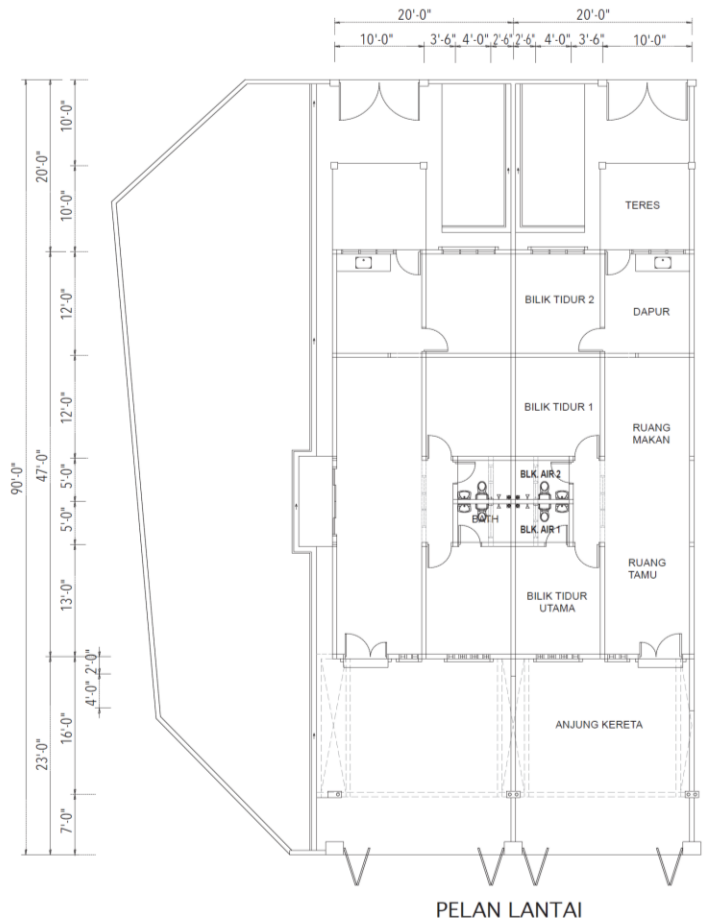 20'-0" 20'-0"
10'-0" 3'-6" 4'-0" 2'-6" 2'-6" 4'-0" 3'-6" 10'-0"
90'-0"
20'-0"
47'-0"
23'-0"
10'-0"
10'-0"
12'-0"
12'-0"
5'-0"
5'-0"
13'-0"
2'-0"
4'-0"
16'-0"
7'-0"
TERES
BILIK TIDUR 2
DAPUR
BILIK TIDUR 1
RUANG
MAKAN
BLK. AIR 2
BATH
BLK. AIR 1
RUANG
TAMU
BILIK TIDUR
UTAMA
ANJUNG KERETA
PELAN LANTAI